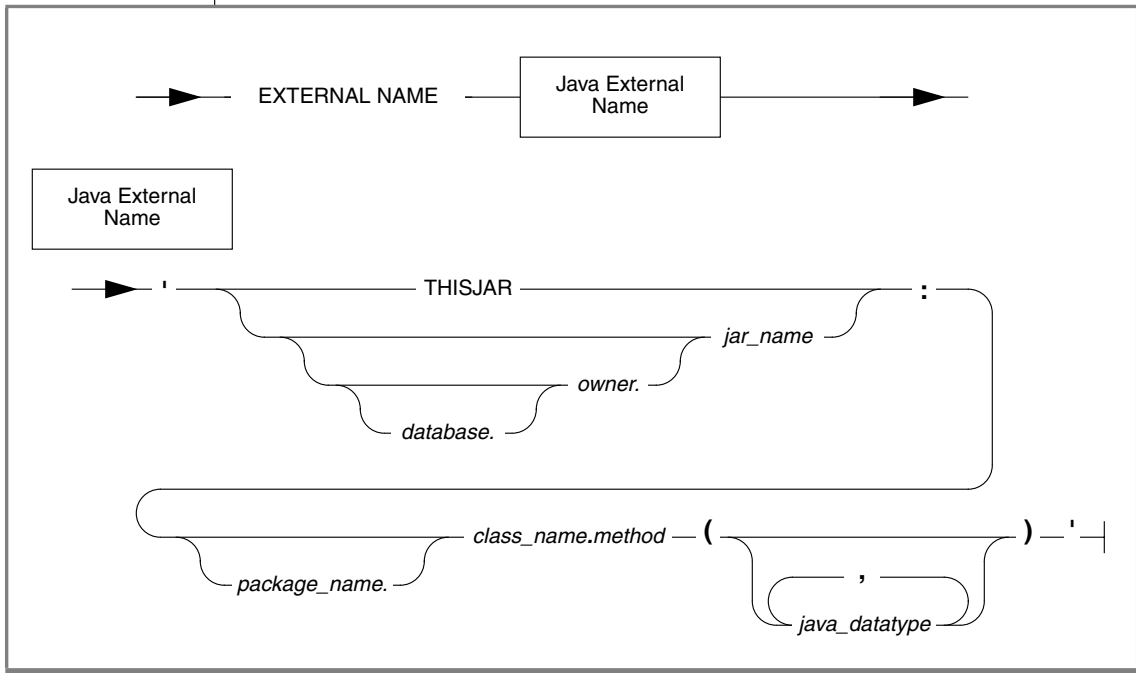 EXTERNAL NAME
Java External
Name
Java External
Name
' THISJAR :
jar_name
owner.
database.
class_name.method ( ) '
package_name.
,
java_datatype